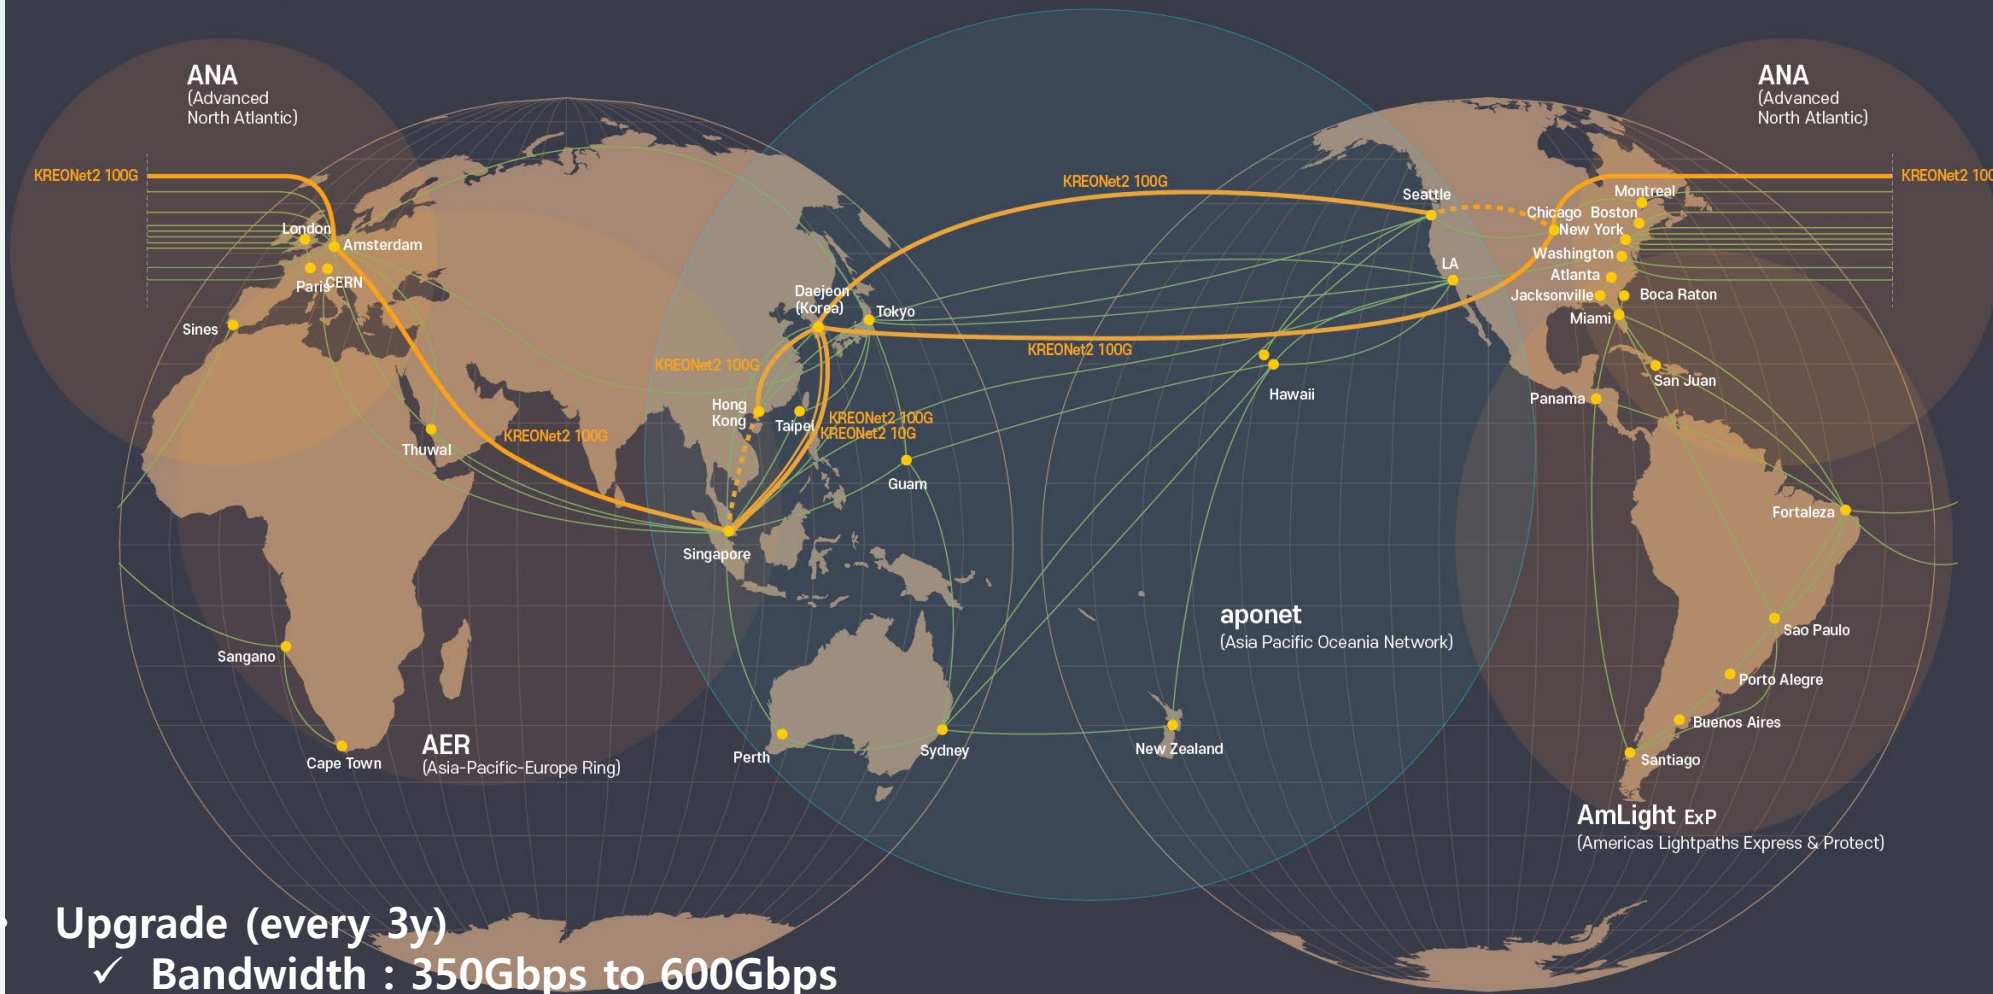 ANA
(Advanced
North Atlantic)
ANA
(Advanced
North Atlantic)
KREONet2 100G
KREONet2 100G
KREONet2 100
Seattle
Montreal
Chicago
Boston
New York
Washington
London
Amsterdam
Paris
CERN
LA
Atlanta
Jacksonville
Boca Raton
Miami
Daejeon
(Korea)
Tokyo
Sines
KREONet2 100G
KREONet2 100G
Hawaii
San Juan
Panama
Hong
Kong
Taipei
KREONet2 100G
KREONet2 10G
KREONet2 100G
Thuwal
Guam
Fortaleza
Singapore
aponet
(Asia Pacific Oceania Network)
Sao Paulo
Sangano
Porto Alegre
Buenos Aires
AER
(Asia-Pacific-Europe Ring)
Cape Town
Perth
Sydney
New Zealand
Santiago
AmLight ExP
(Americas Lightpaths Express & Protect)
• Upgrade (every 3y)
✓ Bandwidth : 350Gbps to 600Gbps